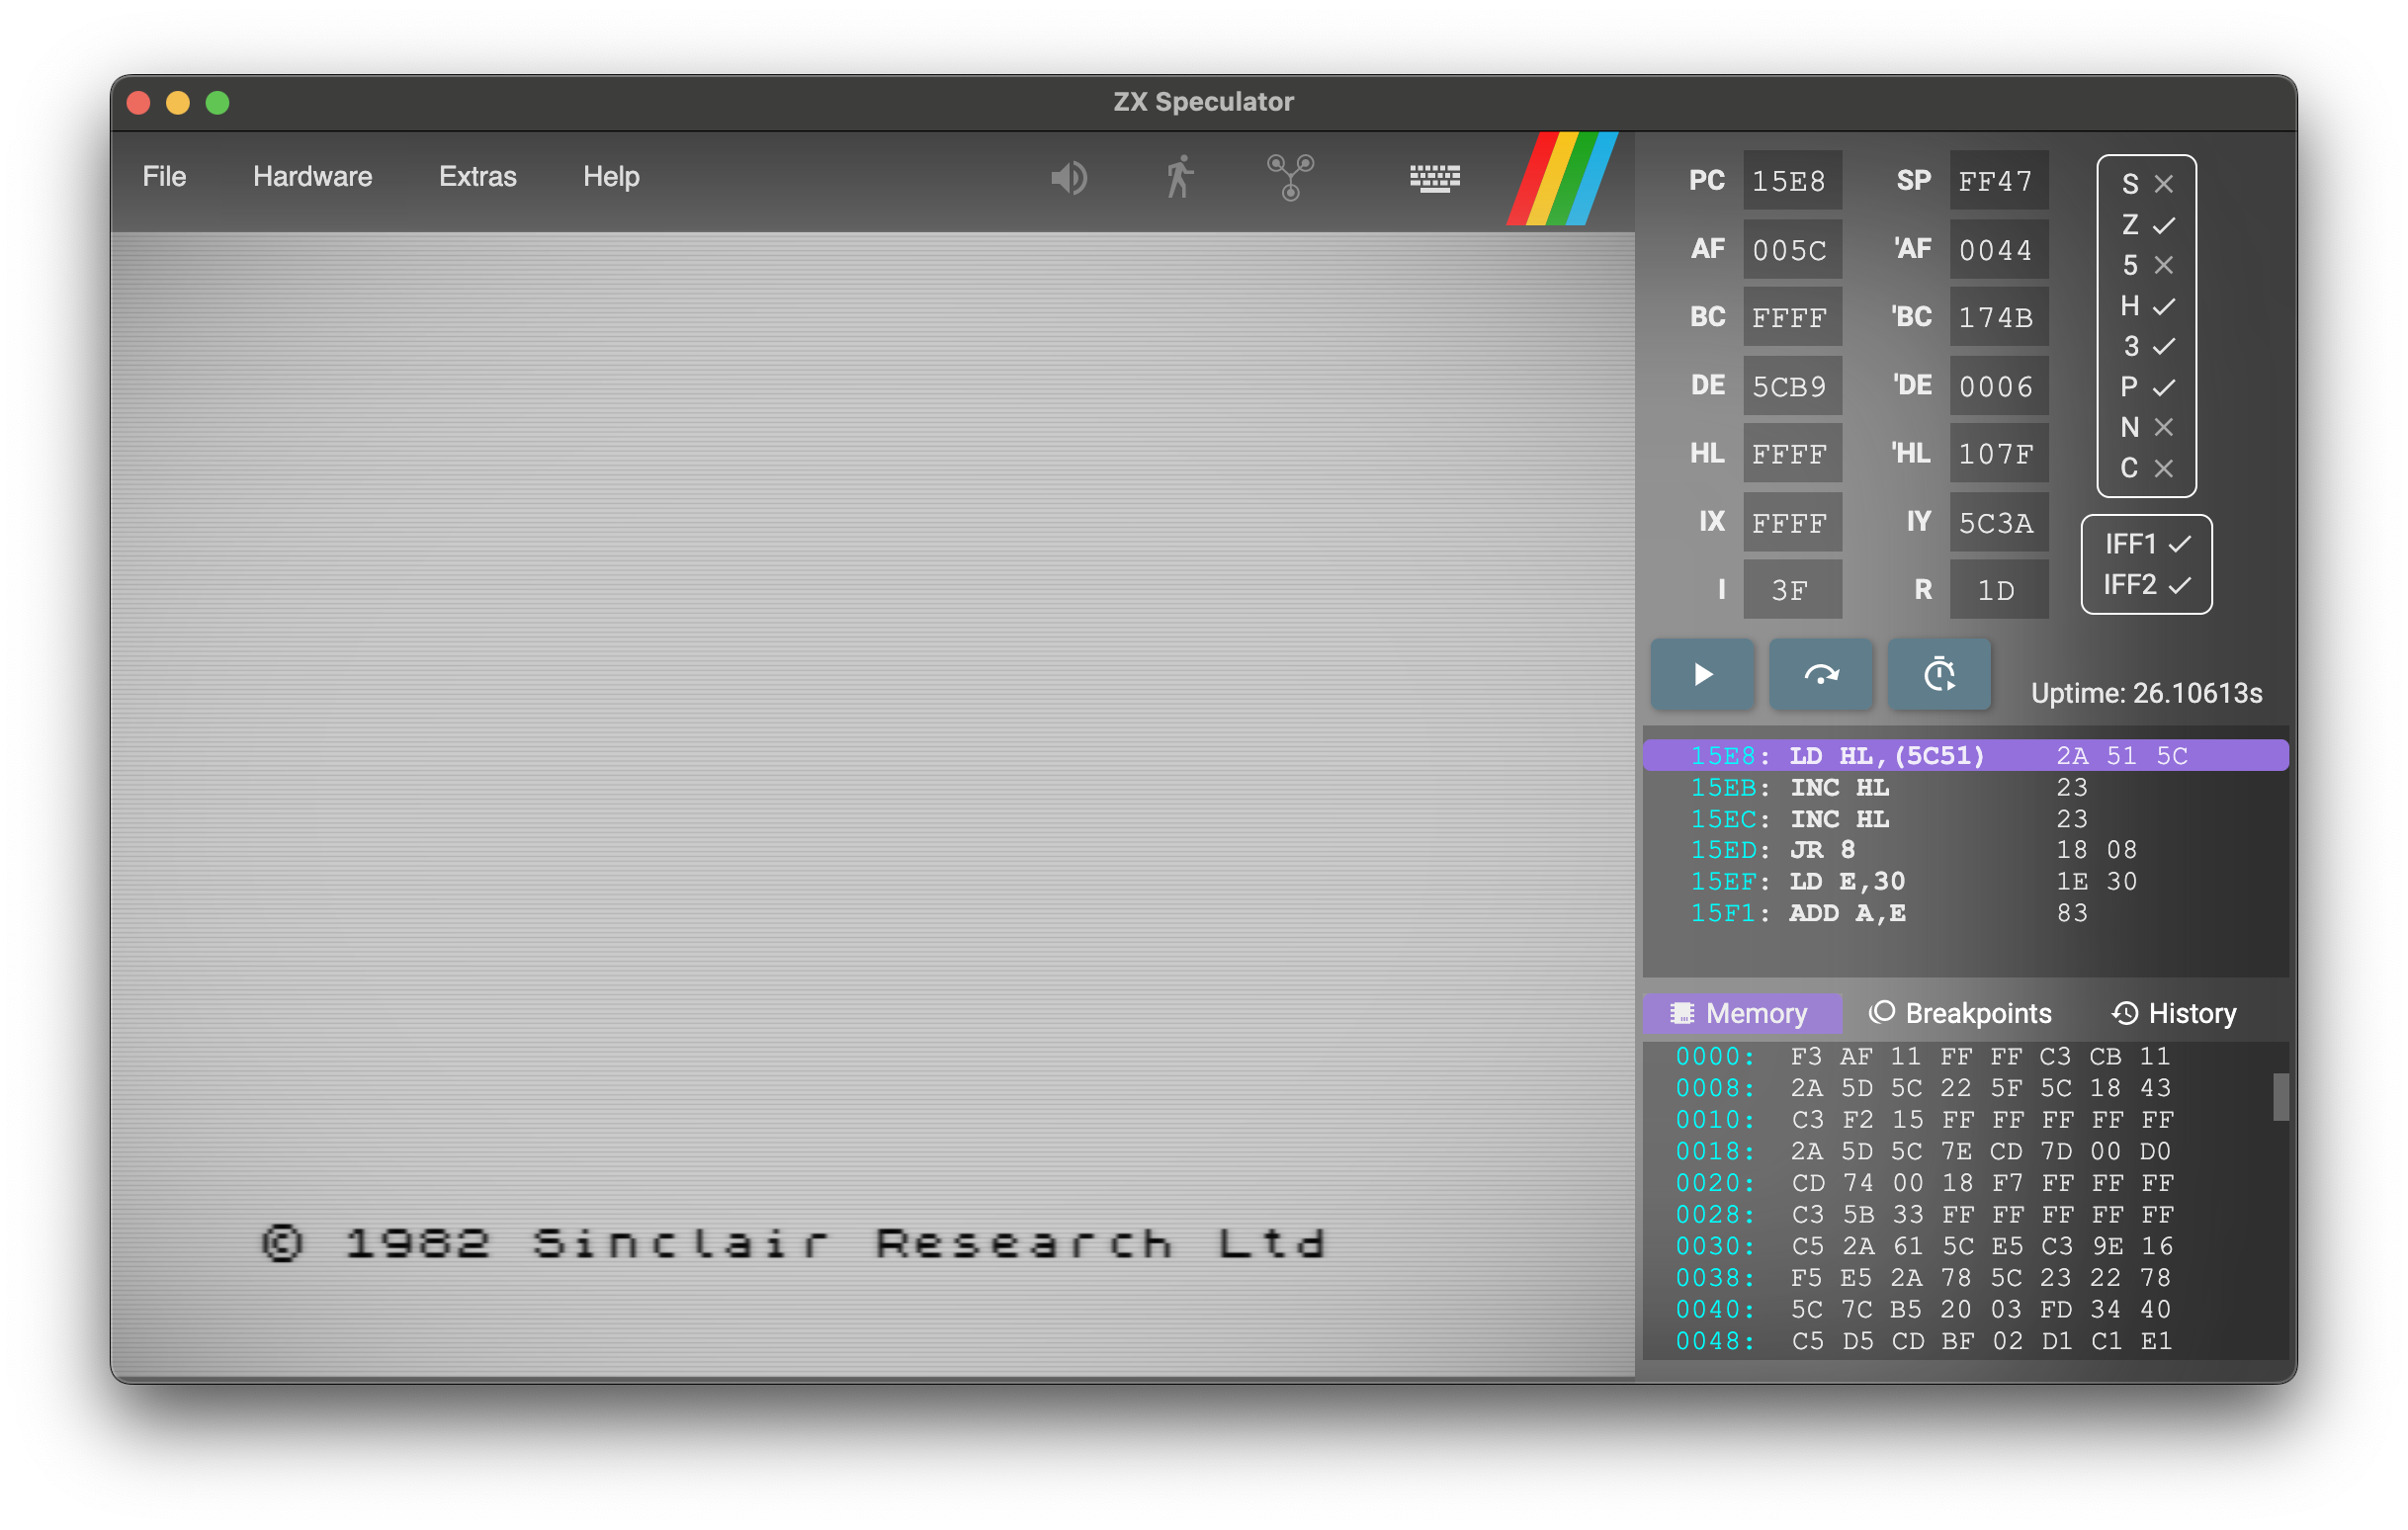 ZX Speculator
File Hardware Extras Help
PC 15E8 SP FF47
AF 005C 'AF 0044
BC FFFF 'BC 174B
DE 5CB9 'DE 0006
HL FFFF 'HL 107F
IX FFFF IY 5C3A
I 3F R 1D
S
Z
5
H
3
P
N
C
IFF1
IFF2
Uptime: 26.10613s
15E8: LD HL,(5C51) 2A 51 5C
15EB: INC HL 23
15EC: INC HL 23
15ED: JR 8 18 08
15EF: LD E,30 1E 30
15F1: ADD A,E 83
Memory Breakpoints History
0000: F3 AF 11 FF FF C3 CB 11
0008: 2A 5D 5C 22 5F 5C 18 43
0010: C3 F2 15 FF FF FF FF FF
0018: 2A 5D 5C 7E CD 7D 00 D0
0020: CD 74 00 18 F7 FF FF FF
0028: C3 5B 33 FF FF FF FF FF
0030: C5 2A 61 5C E5 C3 9E 16
0038: F5 E5 2A 78 5C 23 22 78
0040: 5C 7C B5 20 03 FD 34 40
0048: C5 D5 CD BF 02 D1 C1 E1
© 1982 Sinclair Research Ltd